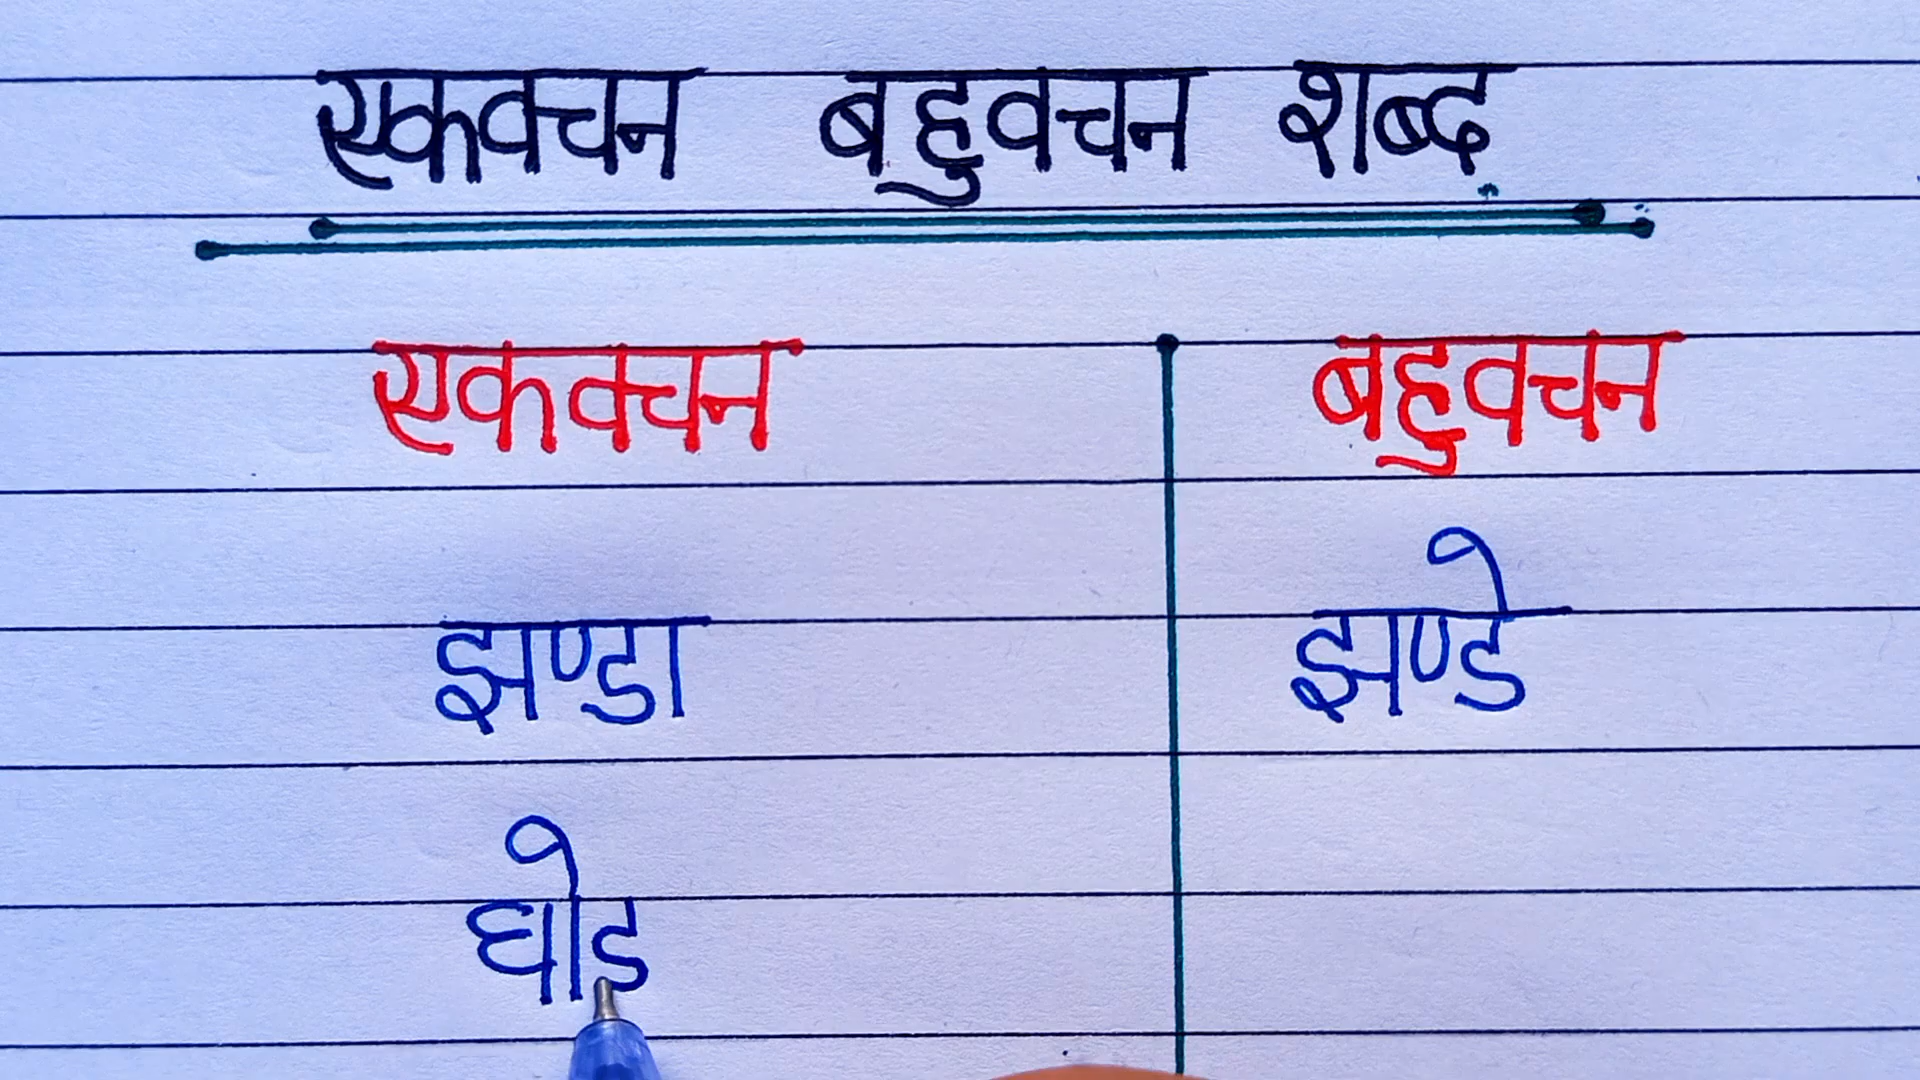 एकवचन बहुवचन शब्द
एकवचन बहुवचन
झण्डा झण्डे
घोड